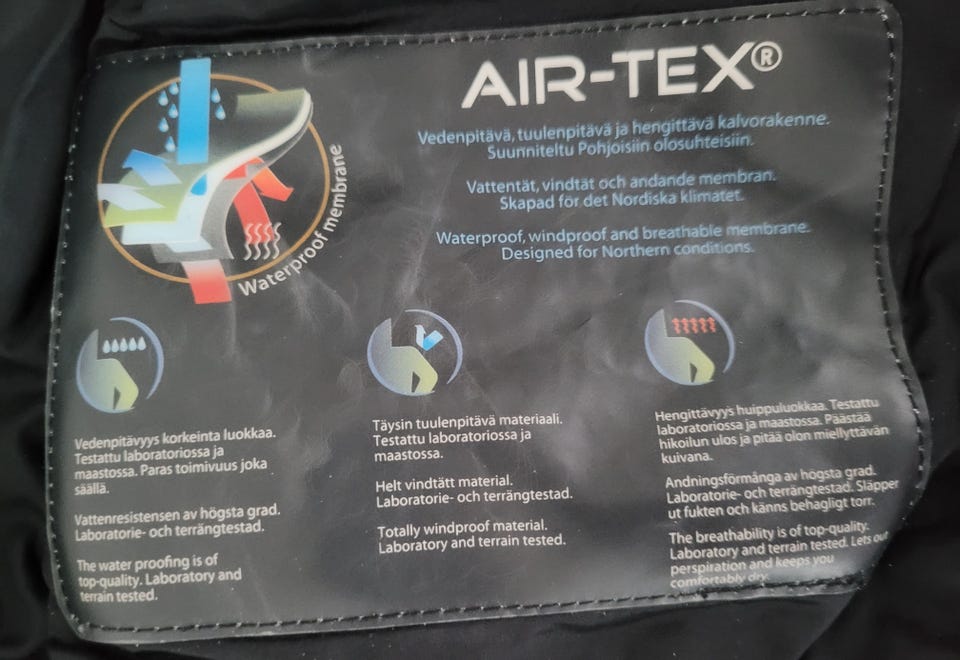 AIR-TEX®
Vedenpitävä, tuulenpitävä ja hengittävä kalvorakenne.
Suunniteltu Pohjoisiin olosuhteisiin.
Vattentät, vindtät och andande membran.
Skapad för det Nordiska klimatet.
Waterproof, windproof and breathable membrane.
Designed for Northern conditions.
Waterproof membrane
Vedenpitävyys korkeinta luokkaa.
Testattu laboratoriossa ja
maastossa. Paras toimivuus joka
säällä.
Vattenresistensen av högsta grad.
Laboratorie- och terrängtestad.
The water proofing is of
top-quality. Laboratory and
terrain tested.
Täysin tuulenpitävä materiaali.
Testattu laboratoriossa ja
maastossa.
Helt vindtätt material.
Laboratorie- och terrängtestad.
Totally windproof material.
Laboratory and terrain tested.
Hengittävyys huippuluokkaa. Testattu
laboratoriossa ja maastossa. Päästää
hikoilun ulos ja pitää olon miellyttävän
kuivana.
Andningsförmånga av högsta grad.
Laboratorie- och terrängtestad. Släpper
ut fukten och känns behagligt torr.
The breathability is of top-quality.
Laboratory and terrain tested. Lets out
perspiration and keeps you
comfortably dry.